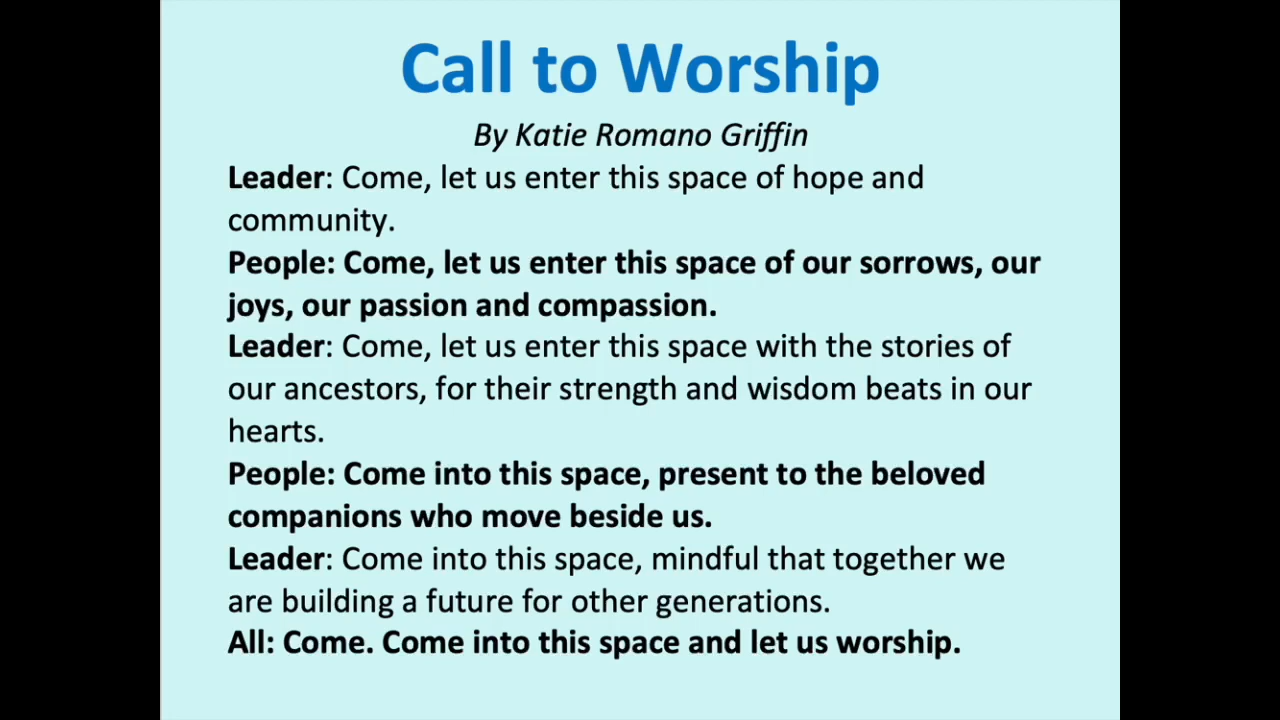 Call to Worship
By Katie Romano Griffin
Leader: Come, let us enter this space of hope and
community.
People: Come, let us enter this space of our sorrows, our
joys, our passion and compassion.
Leader: Come, let us enter this space with the stories of
our ancestors, for their strength and wisdom beats in our
hearts.
People: Come into this space, present to the beloved
companions who move beside us.
Leader: Come into this space, mindful that together we
are building a future for other generations.
All: Come. Come into this space and let us worship.